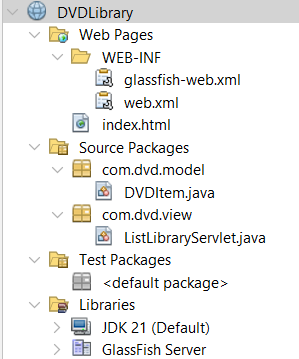 DVDLibrary
Web Pages
WEB-INF
glassfish-web.xml
web.xml
index.html
Source Packages
com.dvd.model
DVDItem.java
com.dvd.view
ListLibraryServlet.java
Test Packages
<default package>
Libraries
JDK 21 (Default)
GlassFish Server